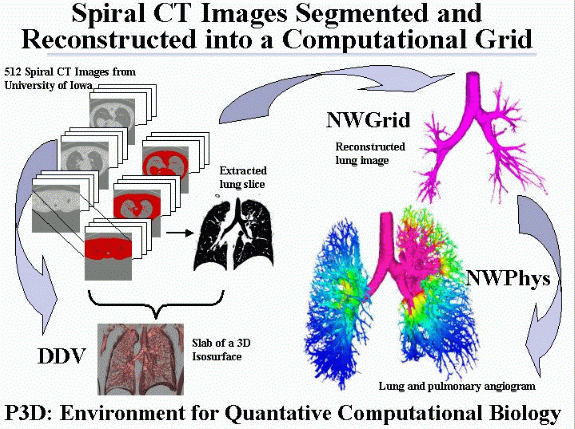 Spiral CT Images Segmented and
Reconstructed into a Computational Grid
512 Spiral CT Images from
University of Iowa
NWGrid
Reconstructed
lung image
Extracted
lung slice
NWPhys
DDV
Slab of a 3D
Isosurface
Lung and pulmonary angiogram
P3D: Environment for Quantative Computational Biology